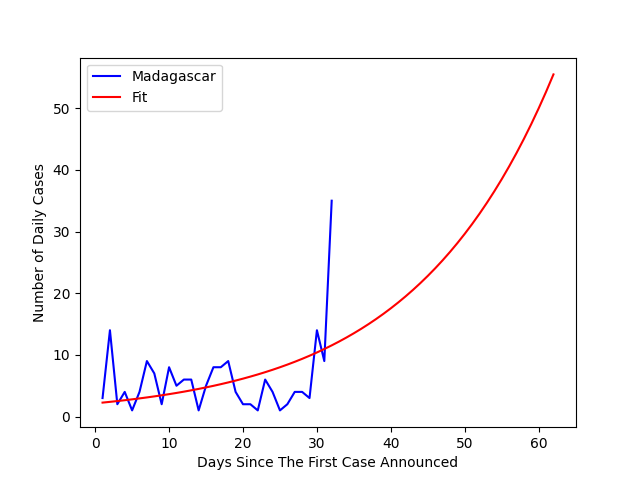 Madagascar
Fit
50
40
30
20
10
0
Number of Daily Cases
0 10 20 30 40 50 60
Days Since The First Case Announced